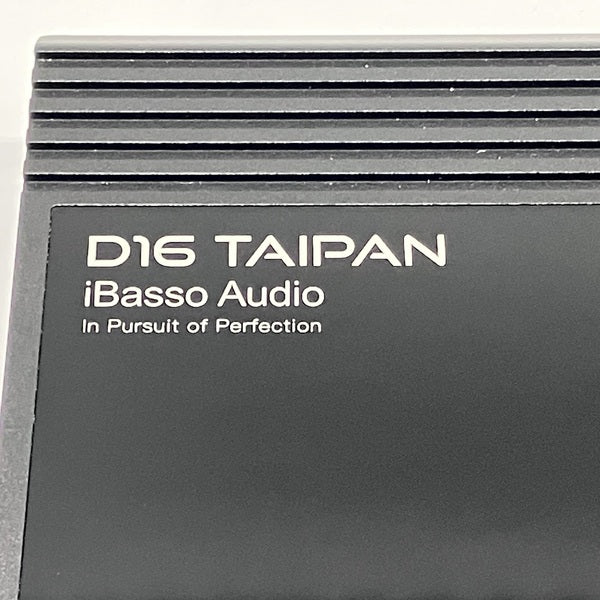 D16 TAIPAN
iBasso Audio
In Pursuit of Perfection